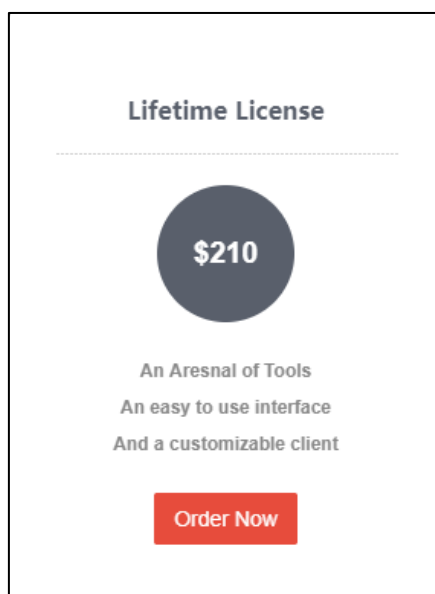 Lifetime License
$210
An Aresnal of Tools
An easy to use interface
And a customizable client
Order Now